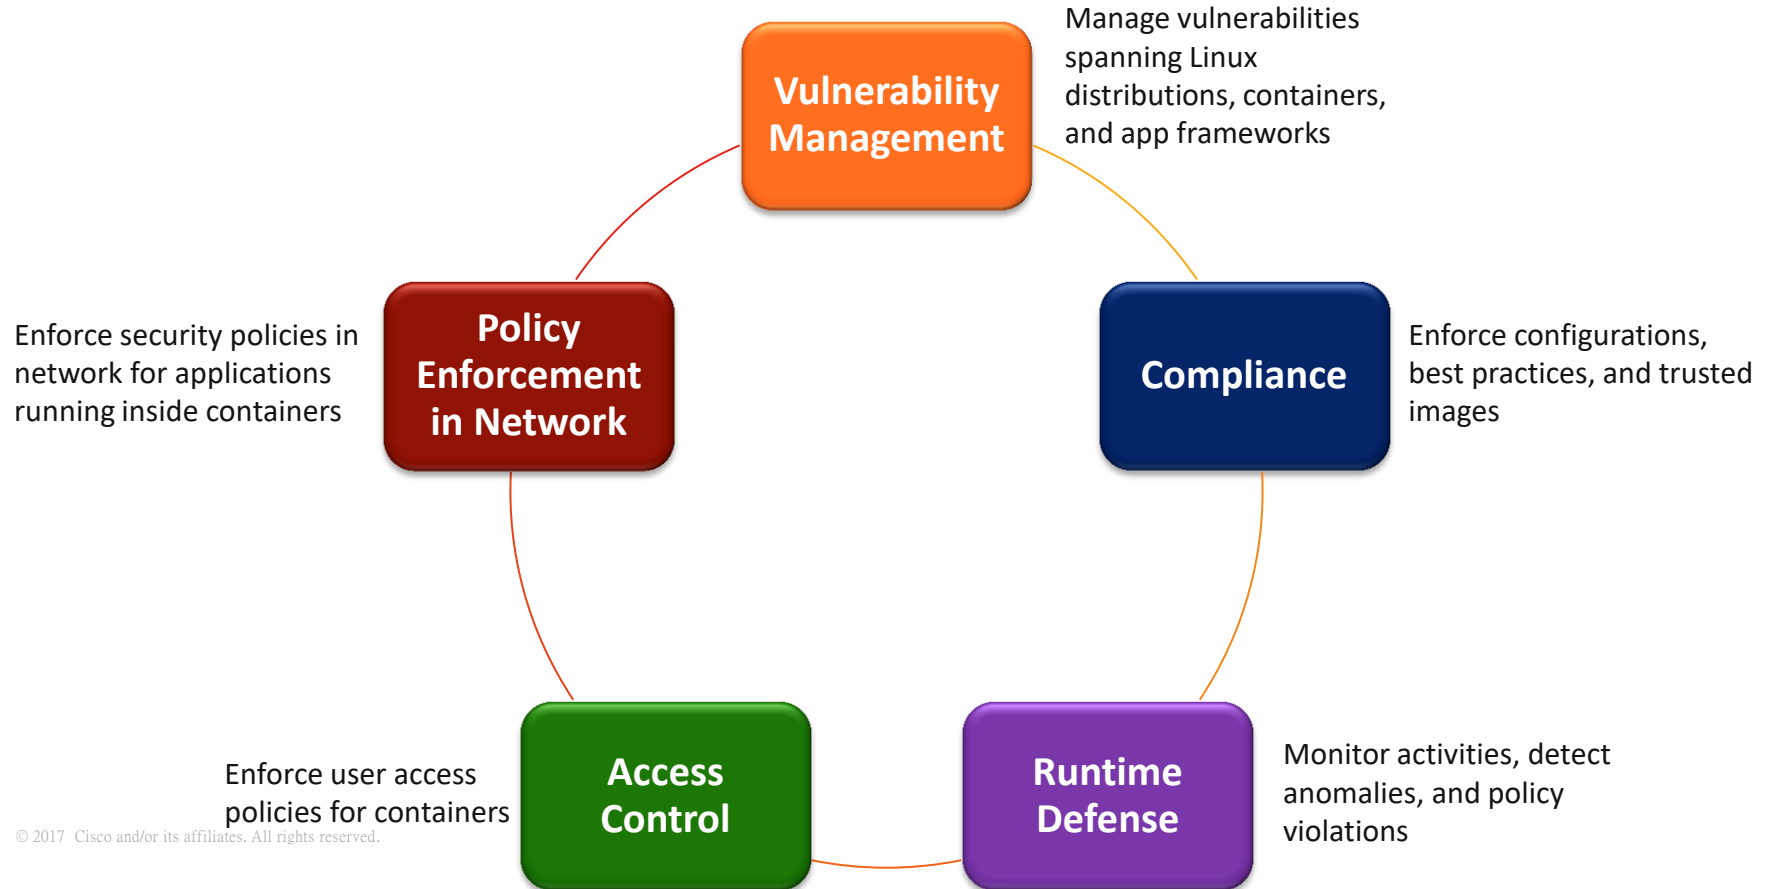 Manage vulnerabilities
spanning Linux
distributions, containers,
and app frameworks
Vulnerability
Management
Policy
Enforcement
in Network
Enforce security policies in
network for applications
running inside containers
Compliance
Enforce configurations,
best practices, and trusted
images
Access
Control
Enforce user access
policies for containers
Runtime
Defense
Monitor activities, detect
anomalies, and policy
violations
© 2017 Cisco and/or its affiliates. All rights reserved.